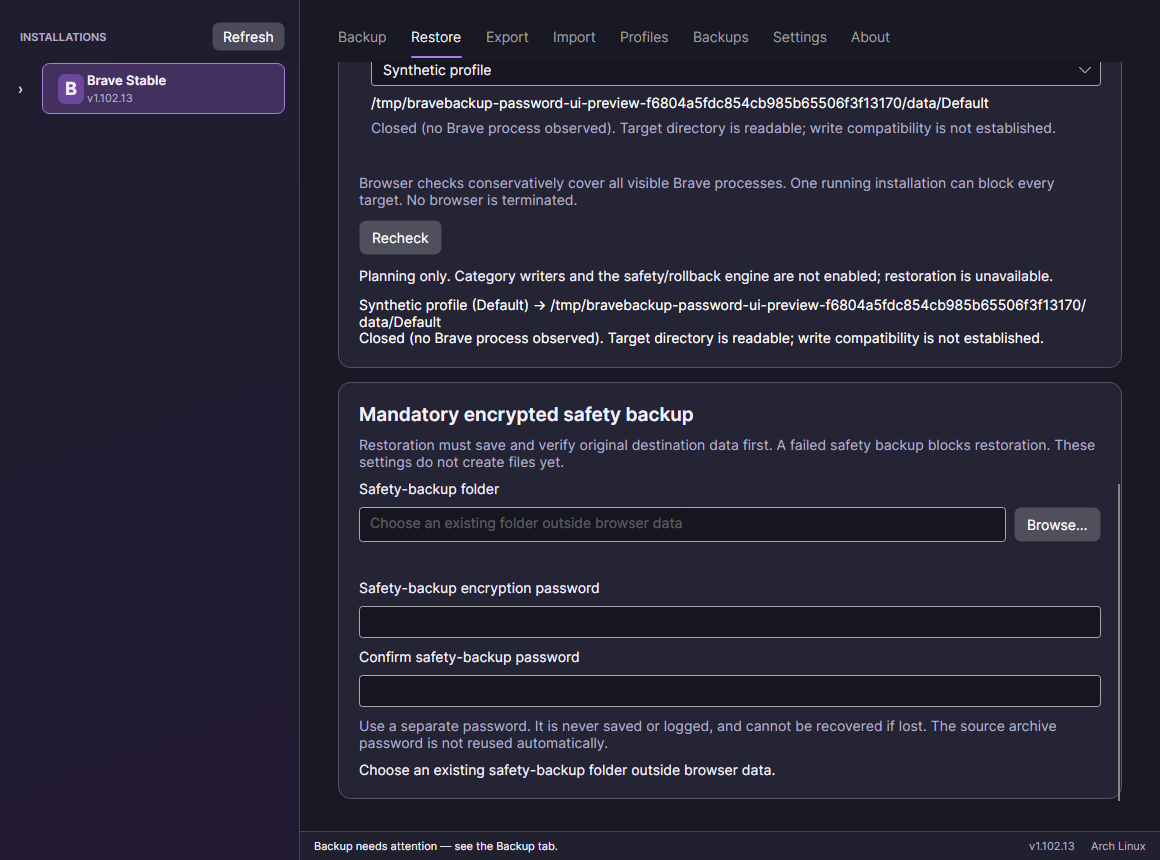 INSTALLATIONS
Refresh
›
B
Brave Stable
v1.102.13
Backup
Restore
Export
Import
Profiles
Backups
Settings
About
Synthetic profile
/tmp/bravebackup-password-ui-preview-f6804a5fdc854cb985b65506f3f13170/data/Default
Closed (no Brave process observed). Target directory is readable; write compatibility is not established.
Browser checks conservatively cover all visible Brave processes. One running installation can block every
target. No browser is terminated.
Recheck
Planning only. Category writers and the safety/rollback engine are not enabled; restoration is unavailable.
Synthetic profile (Default) → /tmp/bravebackup-password-ui-preview-f6804a5fdc854cb985b65506f3f13170/
data/Default
Closed (no Brave process observed). Target directory is readable; write compatibility is not established.
Mandatory encrypted safety backup
Restoration must save and verify original destination data first. A failed safety backup blocks restoration. These
settings do not create files yet.
Safety-backup folder
Choose an existing folder outside browser data
Browse...
Safety-backup encryption password
Confirm safety-backup password
Use a separate password. It is never saved or logged, and cannot be recovered if lost. The source archive
password is not reused automatically.
Choose an existing safety-backup folder outside browser data.
Backup needs attention — see the Backup tab.
v1.102.13
Arch Linux